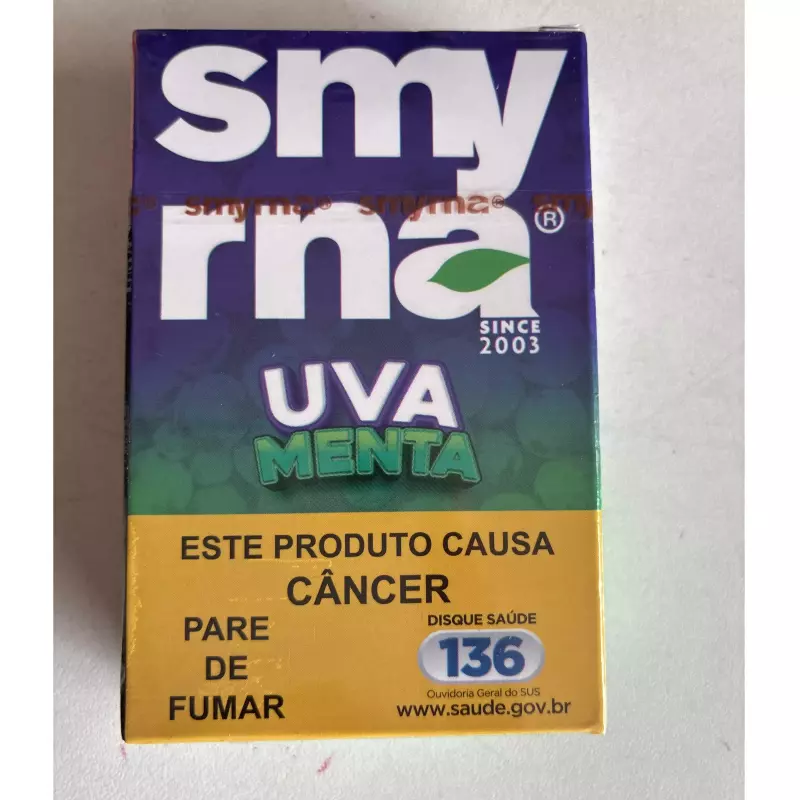 smy
smyrna® smyrna® smy
rna®
SINCE
2003
UVA
MENTA
ESTE PRODUTO CAUSA
CÂNCER
PARE
DE
FUMAR
DISQUE SAÚDE
136
Ouvidoria Geral do SUS
www.saude.gov.br